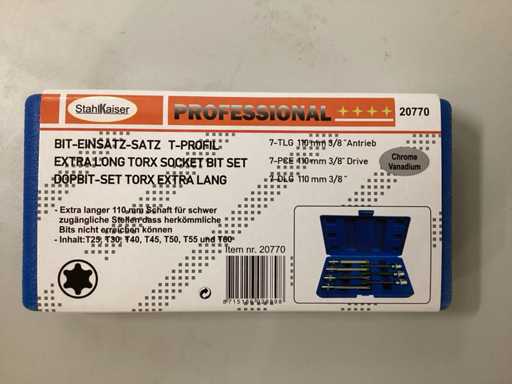 StahlKaiser
PROFESSIONAL
20770
BIT-EINSATZ-SATZ T-PROFIL
EXTRA LONG TORX SOCKET BIT SET
DOPBIT-SET TORX EXTRA LANG
7-TLG 110 mm 3/8" Antrieb
7-PCE 110 mm 3/8" Drive
7-DLG 110 mm 3/8"
Chrome
Vanadium
- Extra langer 110 mm Schaft für schwer
zugängliche Stellen dass herkömmliche
Bits nicht erreichen können
- Inhalt:T25, T30, T40, T45, T50, T55 und T60
Item nr. 20770